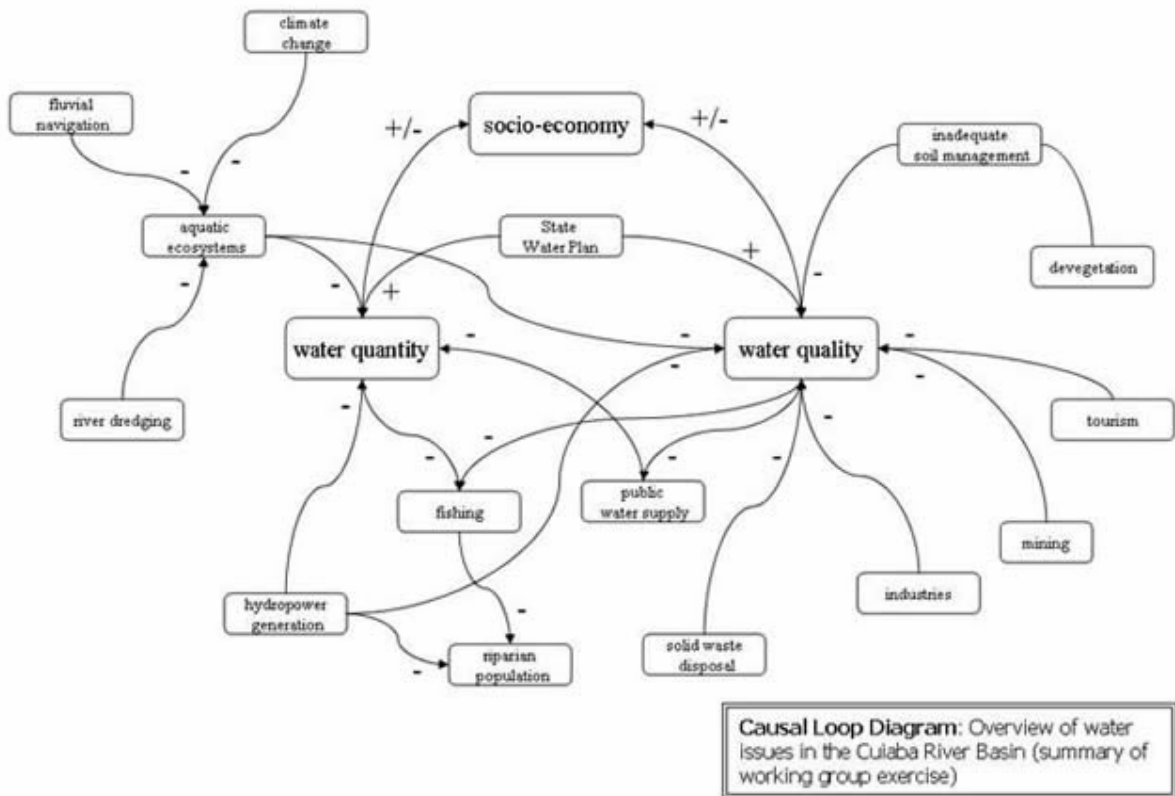 climate
change
fluvial
navigation
+/-
socio-economy
+/-
inadequate
soil management
-
-
aquatic
ecosystems
State
Water Plan
+
-
devegetation
-
-
+
water quantity
-
water quality
-
-
-
-
river dredging
-
-
-
-
-
tourism
fishing
public
water supply
mining
hydropower
generation
-
industries
-
riparian
population
solid waste
disposal
Causal Loop Diagram: Overview of water
issues in the Cuiaba River Basin (summary of
working group exercise)